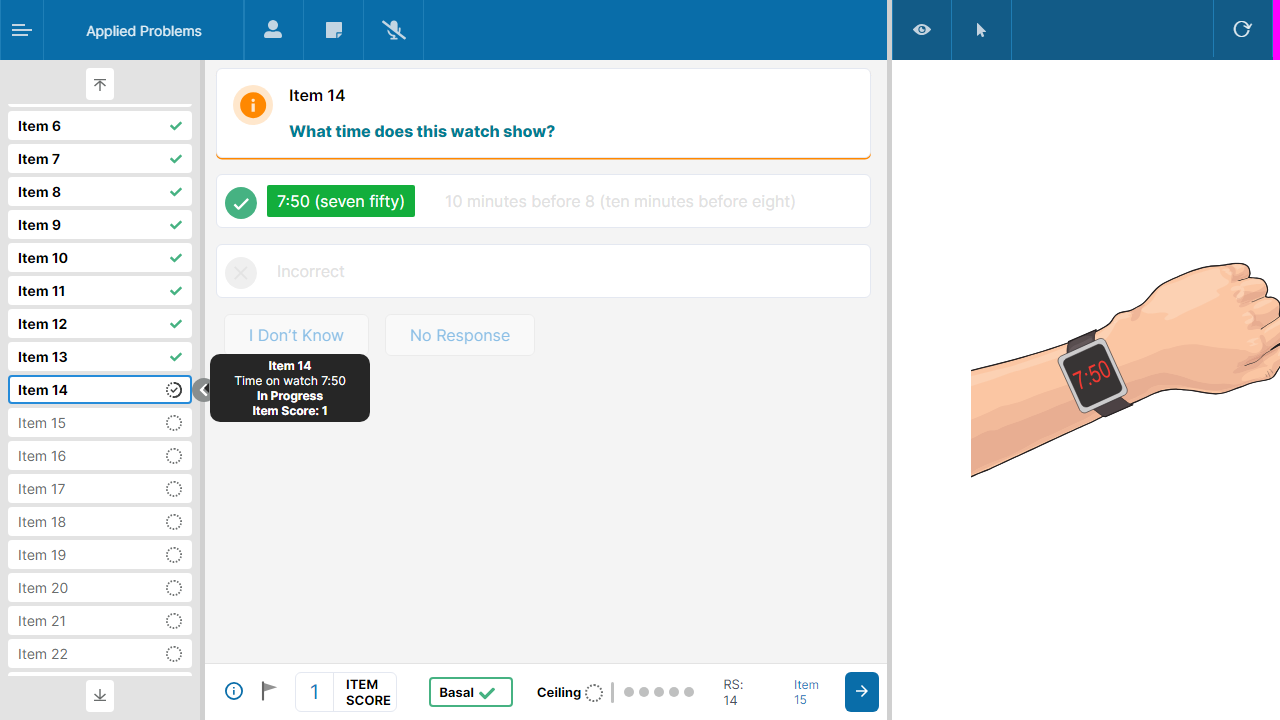 Applied Problems
Item 6
Item 7
Item 8
Item 9
Item 10
Item 11
Item 12
Item 13
Item 14
Item 15
Item 16
Item 17
Item 18
Item 19
Item 20
Item 21
Item 22
Item 14
What time does this watch show?
7:50 (seven fifty)
10 minutes before 8 (ten minutes before eight)
Incorrect
I Don't Know
No Response
Item 14
Time on watch 7:50
In Progress
Item Score: 1
7:50
1
ITEM
SCORE
Basal
Ceiling
RS:
14
Item
15